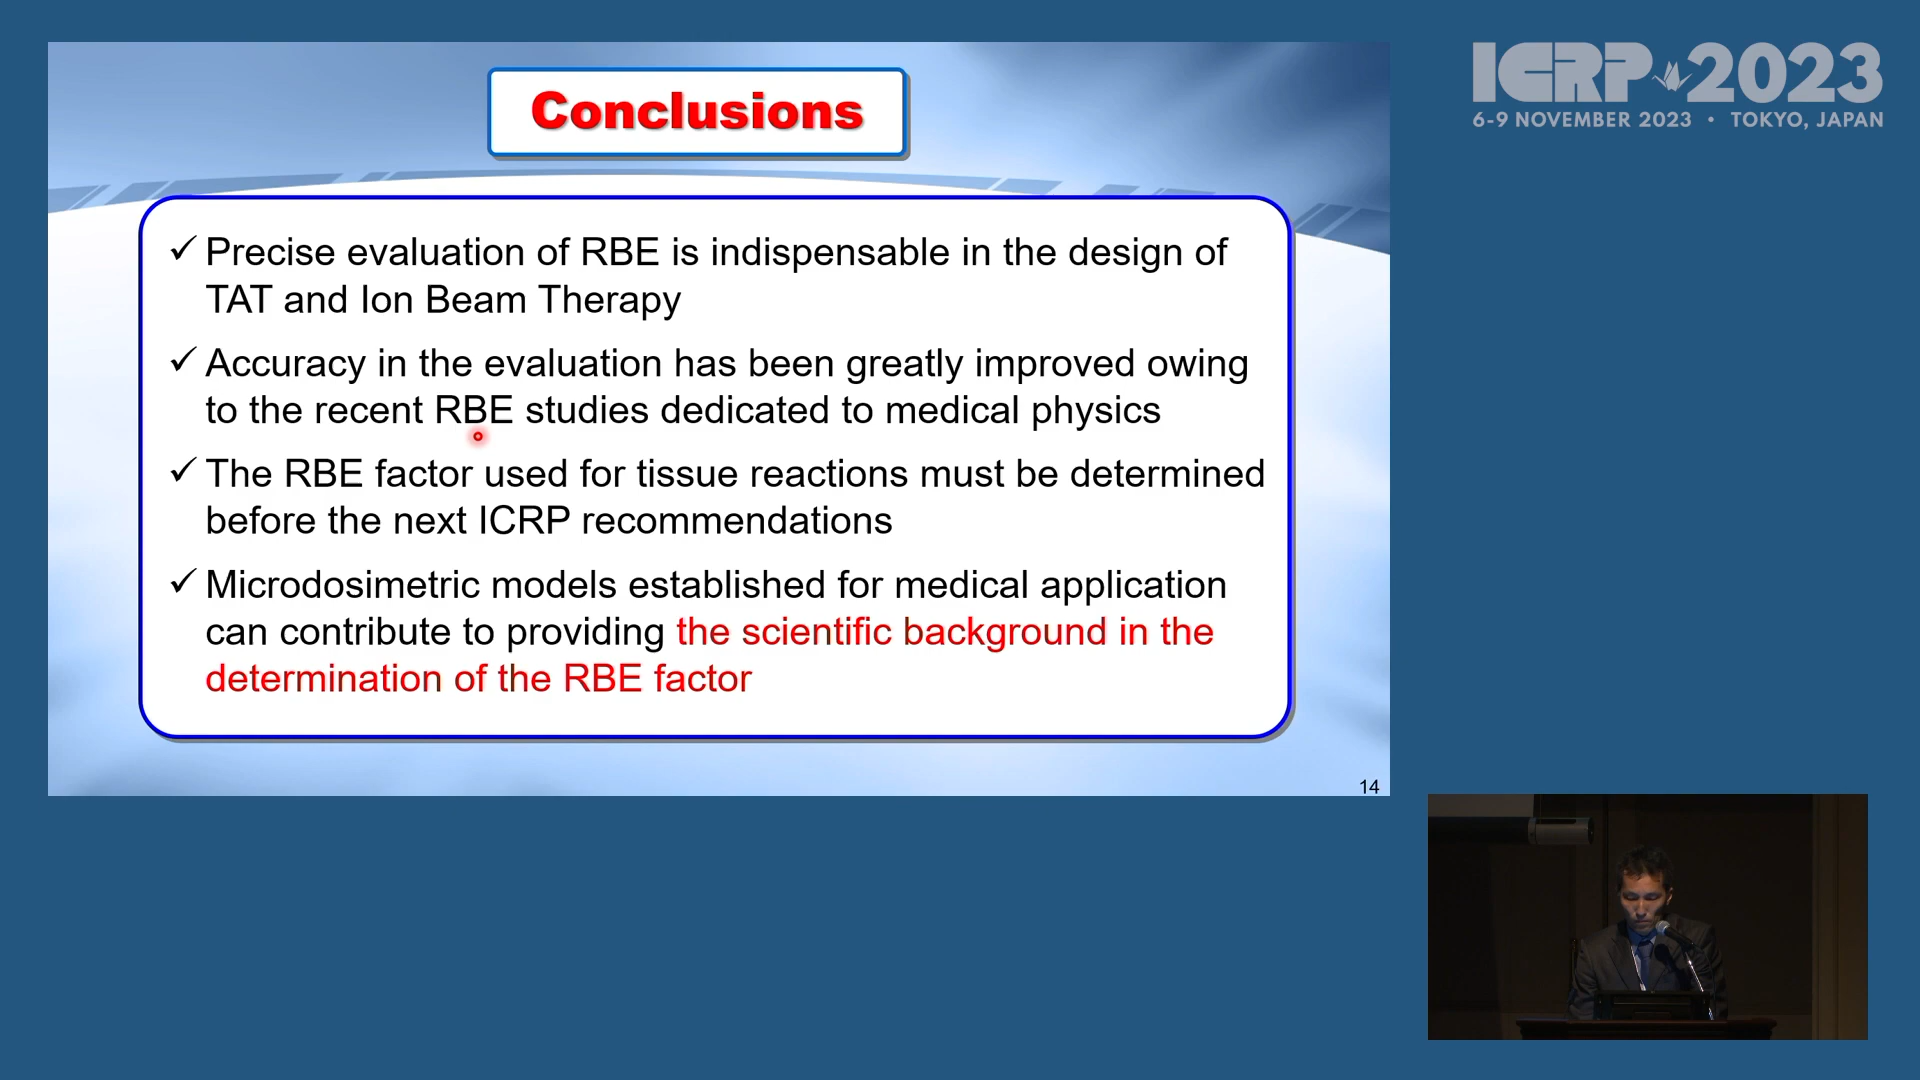 Conclusions
✓ Precise evaluation of RBE is indispensable in the design of
TAT and Ion Beam Therapy
✓ Accuracy in the evaluation has been greatly improved owing
to the recent RBE studies dedicated to medical physics
✓ The RBE factor used for tissue reactions must be determined
before the next ICRP recommendations
✓ Microdosimetric models established for medical application
can contribute to providing the scientific background in the
determination of the RBE factor
14
ICRP 2023
6-9 NOVEMBER 2023 • TOKYO, JAPAN